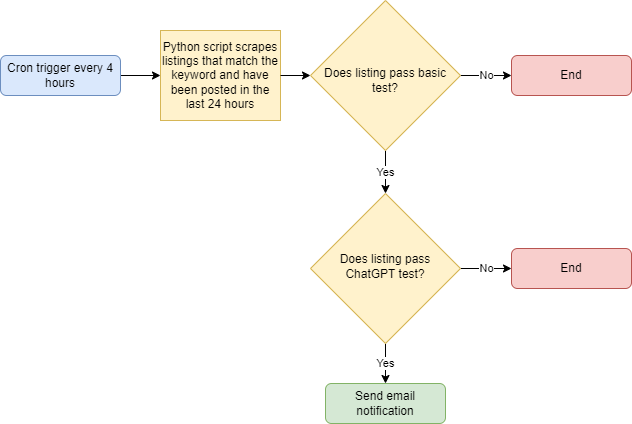 Cron trigger every 4
hours
Python script scrapes
listings that match the
keyword and have
been posted in the
last 24 hours
Does listing pass basic
test?
No
End
Yes
Does listing pass
ChatGPT test?
No
End
Yes
Send email
notification